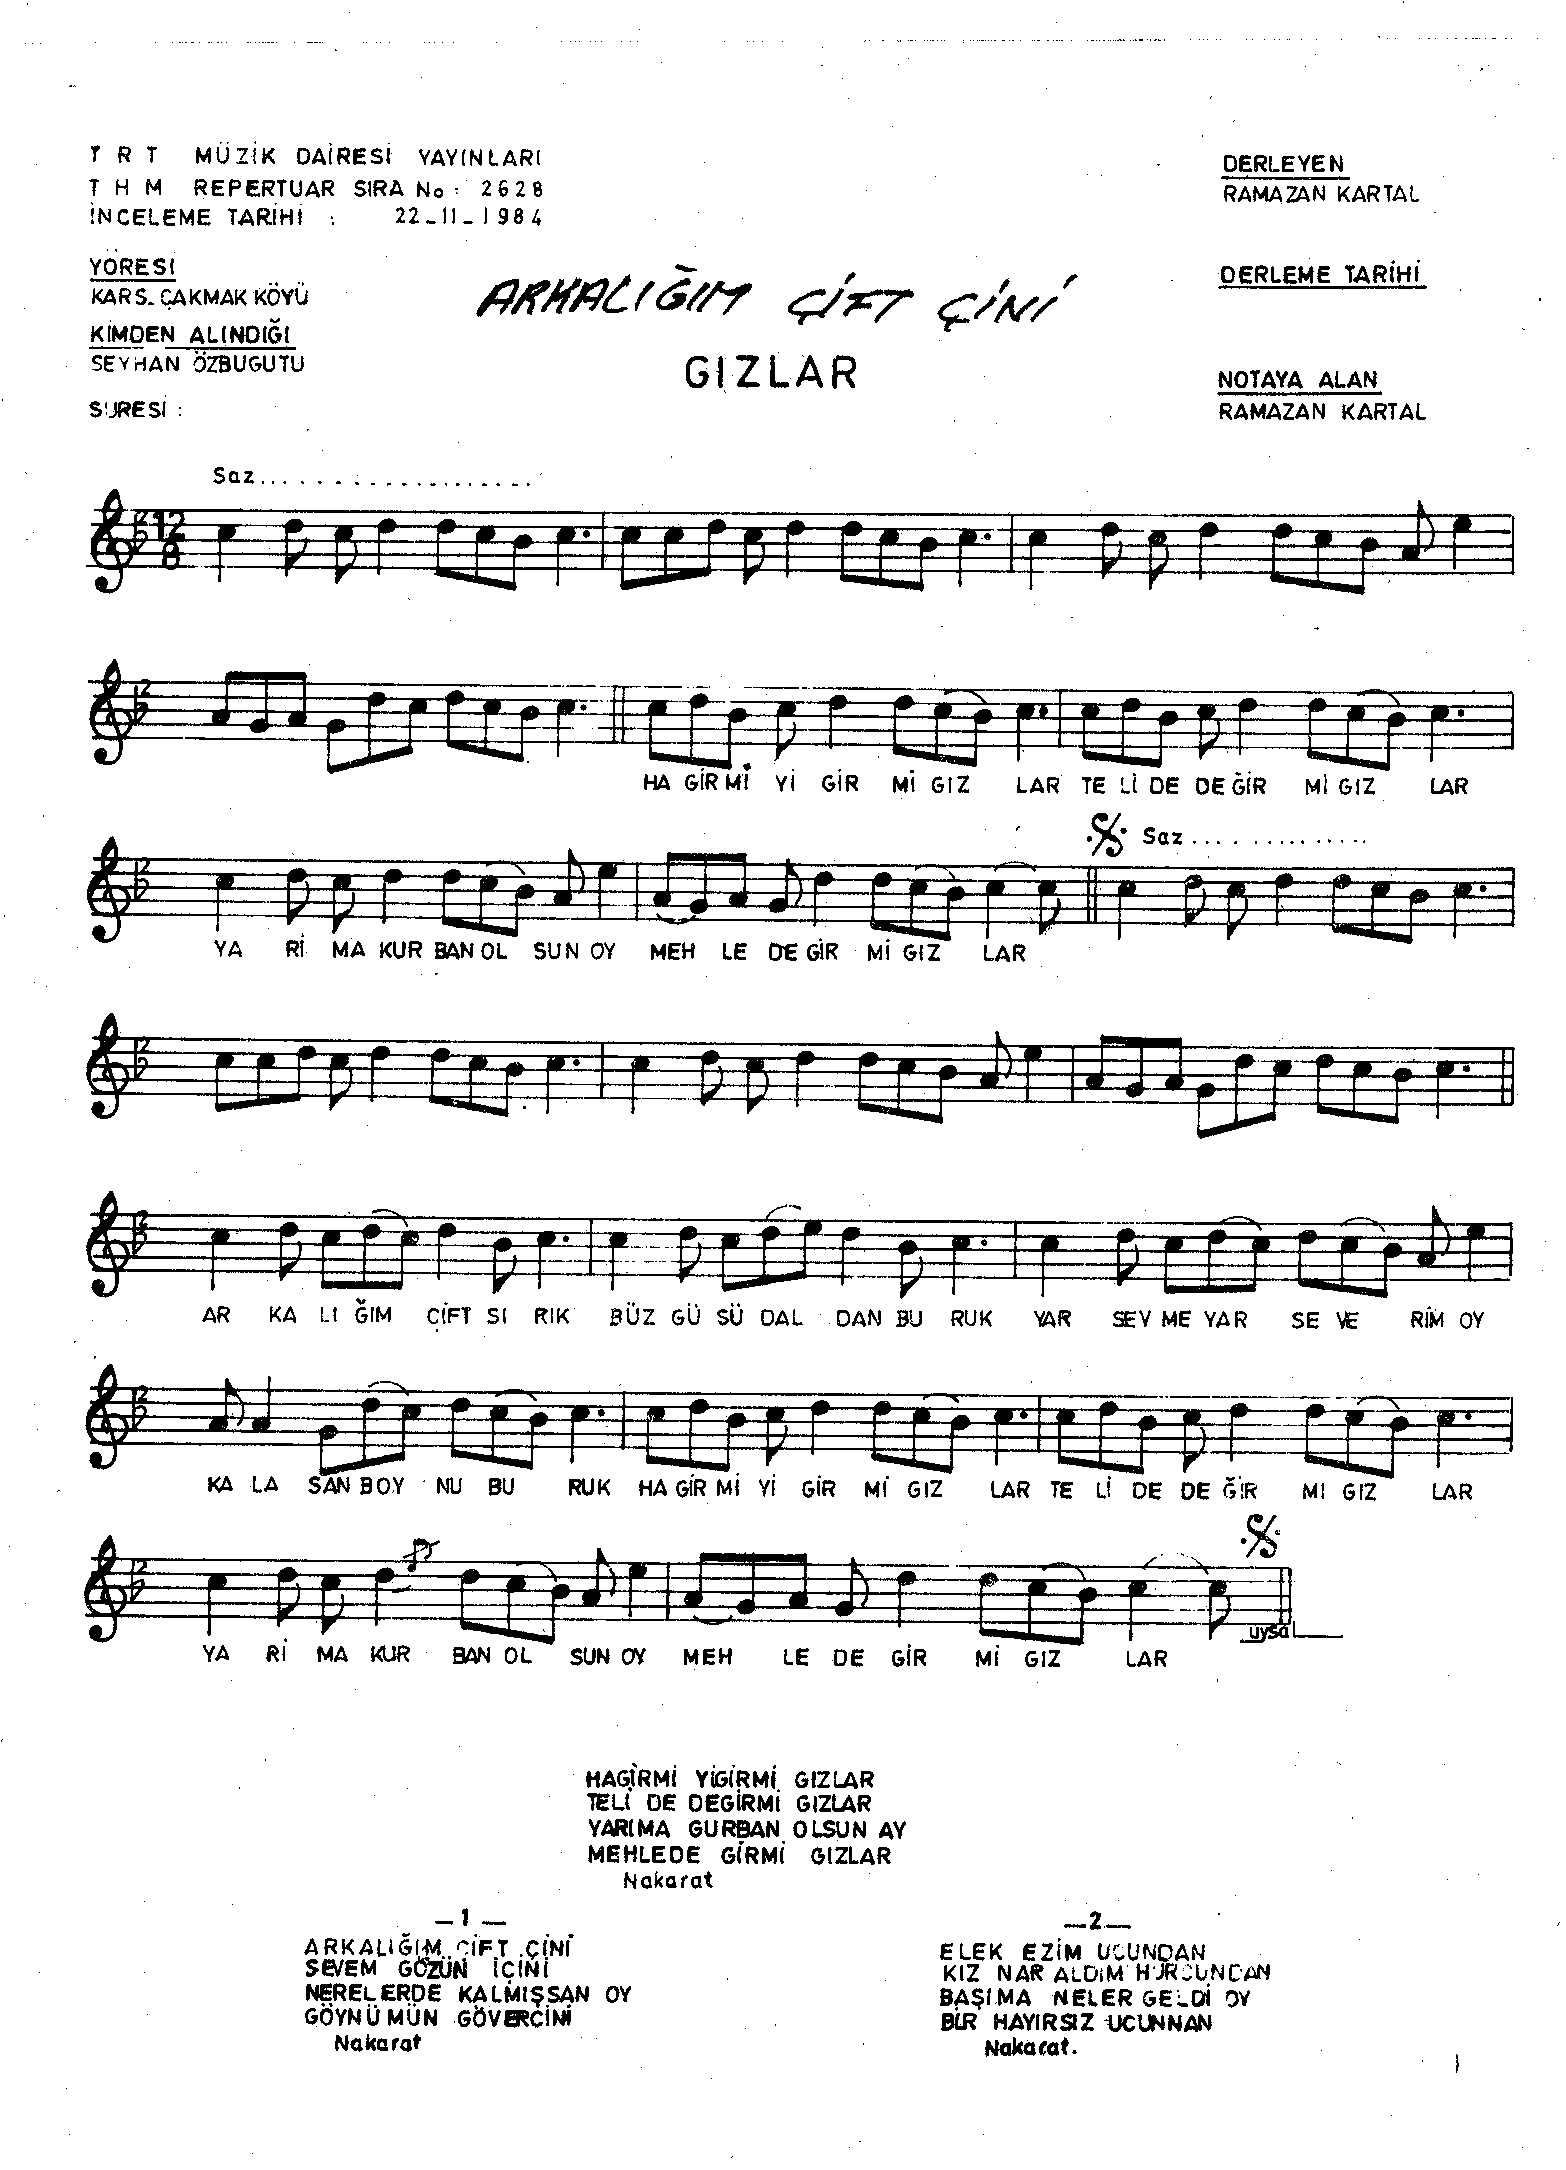 TRT MÜZİK DAİRESİ YAYINLARI
THM REPERTUAR SIRA No: 2628
İNCELEME TARİHİ : 22_11_1984
DERLEYEN
RAMAZAN KARTAL
YÖRESİ
KARS_ÇAKMAK KÖYÜ
KİMDEN ALINDIĞI
SEYHAN ÖZBUGUTU
SÜRESİ :
ARKALIĞIM ÇİFT ÇİNİ
GIZLAR
DERLEME TARİHİ
NOTAYA ALAN
RAMAZAN KARTAL
Saz....................
12
8
HA GİR Mİ Yİ GİR Mİ GIZ LAR TE Lİ DE DE ĞİR Mİ GIZ LAR
Saz................
YA Rİ MA KUR BAN OL SUN OY MEH LE DE GİR Mİ GIZ LAR
AR KA LI ĞIM ÇİFT SI RIK BÜZ GÜ SÜ DAL DAN BU RUK YAR SEV ME YAR SE VE RİM OY
KA LA SAN BOY NU BU RUK HA GİR Mİ Yİ GİR Mİ GIZ LAR TE Lİ DE DE ĞİR MI GIZ LAR
uysal
YA Rİ MA KUR BAN OL SUN OY MEH LE DE GİR Mİ GIZ LAR
HAGİRMİ YİGİRMİ GIZLAR
TELİ DE DEGİRMİ GIZLAR
YARIMA GURBAN OLSUN AY
MEHLEDE GİRMİ GIZLAR
Nakarat
_1_
ARKALIĞIM ÇİFT ÇİNİ
SEVEM GÖZÜN İÇİNİ
NERELERDE KALMIŞSAN OY
GÖYNÜMÜN GÖVERCİNİ
Nakarat
_2_
ELEK EZİM UCUNDAN
KIZ NAR ALDIM HURCUNDAN
BAŞIMA NELER GELDİ OY
BİR HAYIRSIZ UCUNNAN
Nakarat.